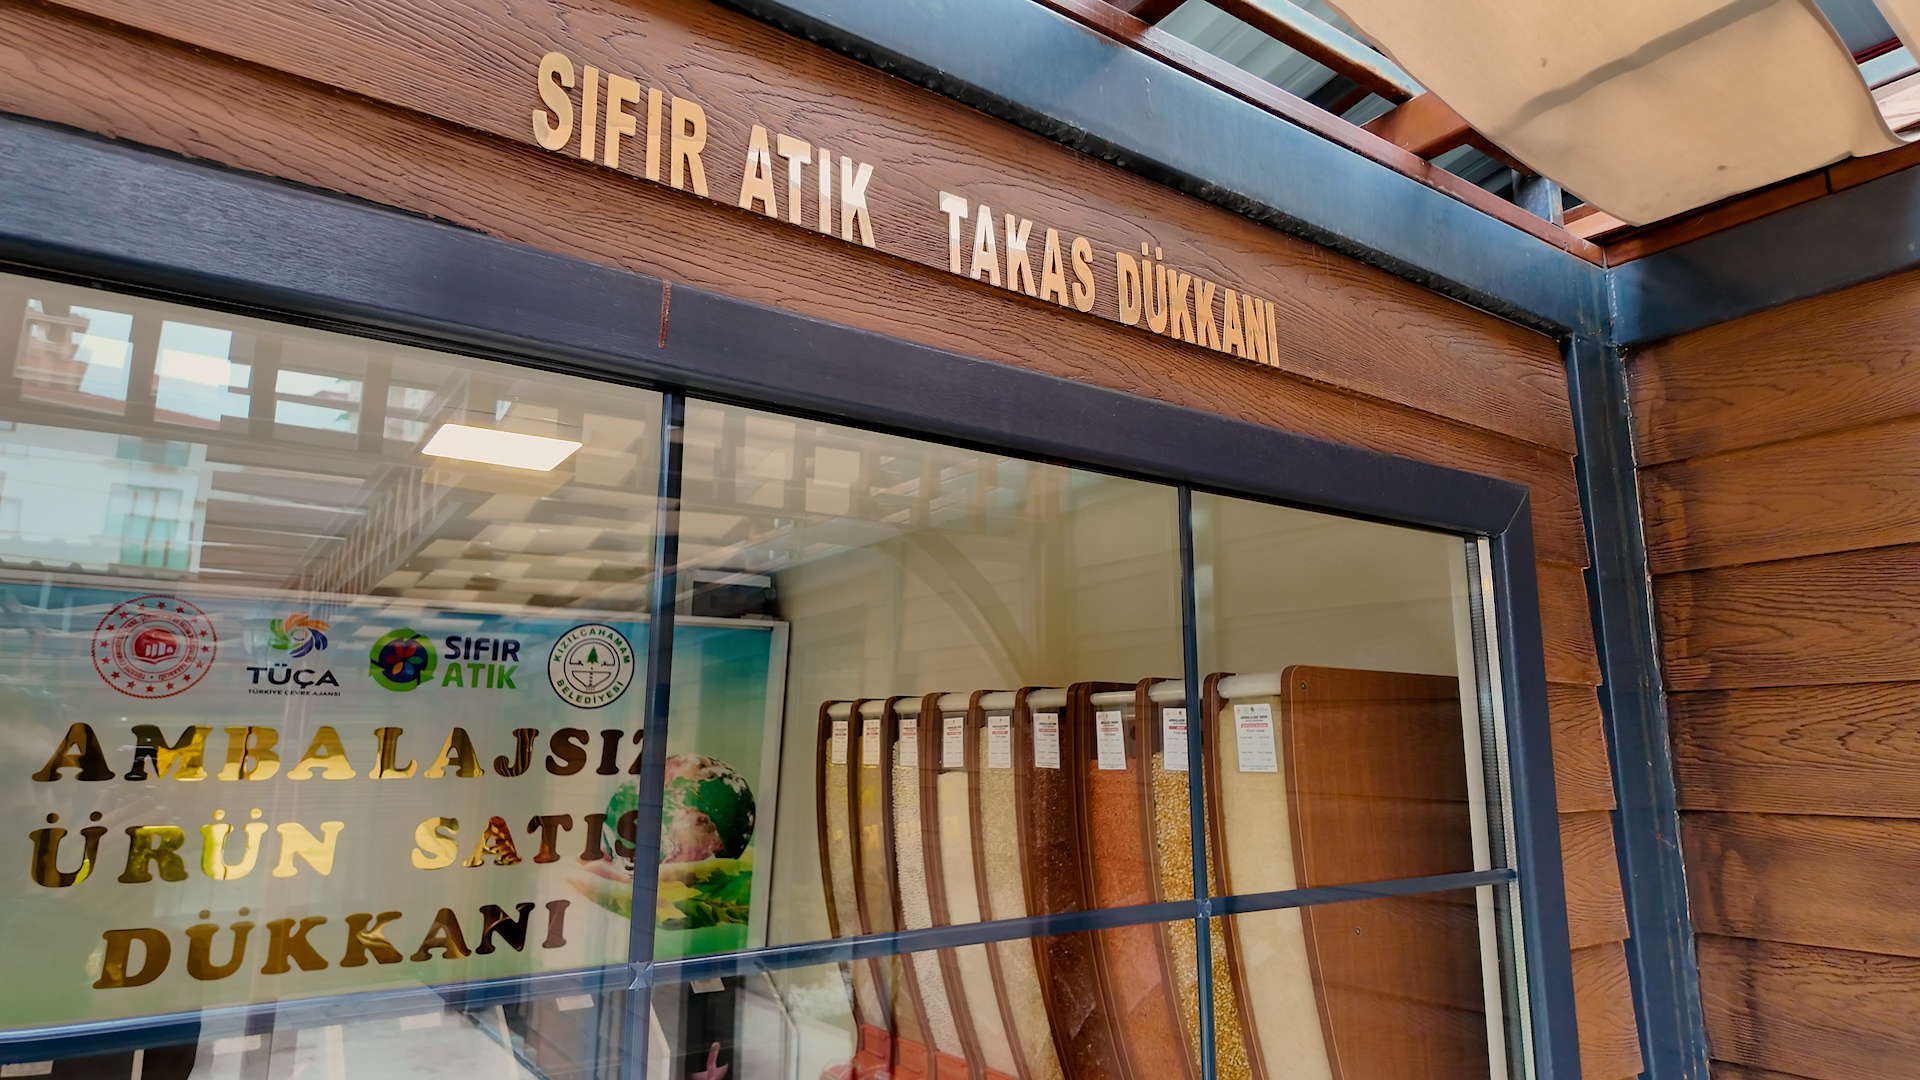 SIFIR ATIK TAKAS DÜKKANI
TÜÇA
TÜRKİYE ÇEVRE AJANSI
SIFIR
ATIK
KIZILCAHAMAM
BELEDİYESİ
AMBALAJSIZ
ÜRÜN SATIŞ
DÜKKANI